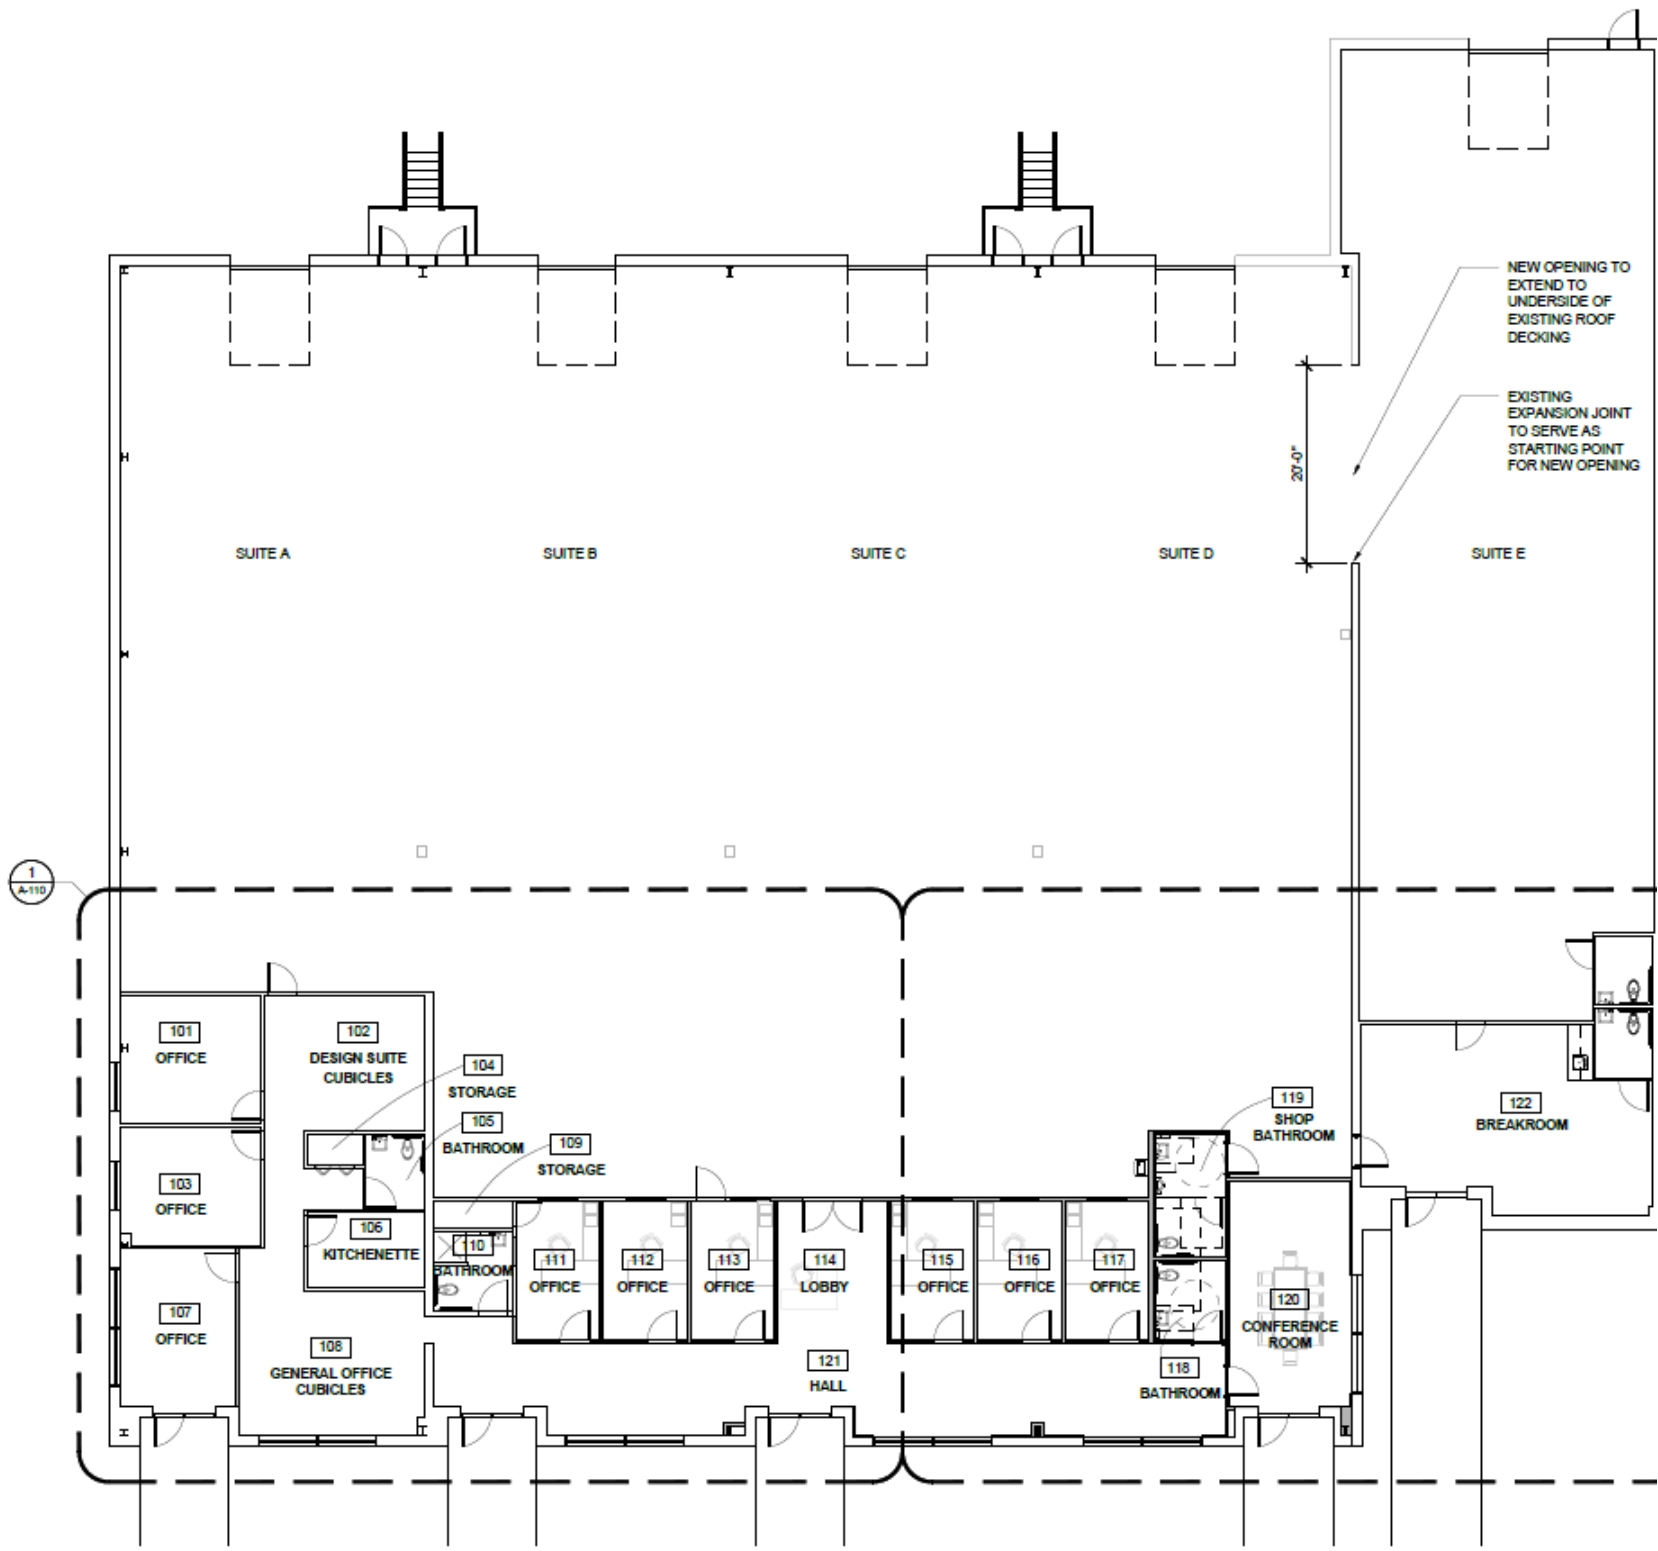 NEW OPENING TO
EXTEND TO
UNDERSIDE OF
EXISTING ROOF
DECKING
EXISTING
EXPANSION JOINT
TO SERVE AS
STARTING POINT
FOR NEW OPENING
20'-0"
SUITE A
SUITE B
SUITE C
SUITE D
SUITE E
1
A-110
101
OFFICE
102
DESIGN SUITE
CUBICLES
104
STORAGE
105
BATHROOM
109
STORAGE
103
OFFICE
106
KITCHENETTE
110
BATHROOM
111
OFFICE
112
OFFICE
113
OFFICE
114
LOBBY
115
OFFICE
116
OFFICE
117
OFFICE
119
SHOP
BATHROOM
122
BREAKROOM
107
OFFICE
108
GENERAL OFFICE
CUBICLES
121
HALL
118
BATHROOM
120
CONFERENCE
ROOM